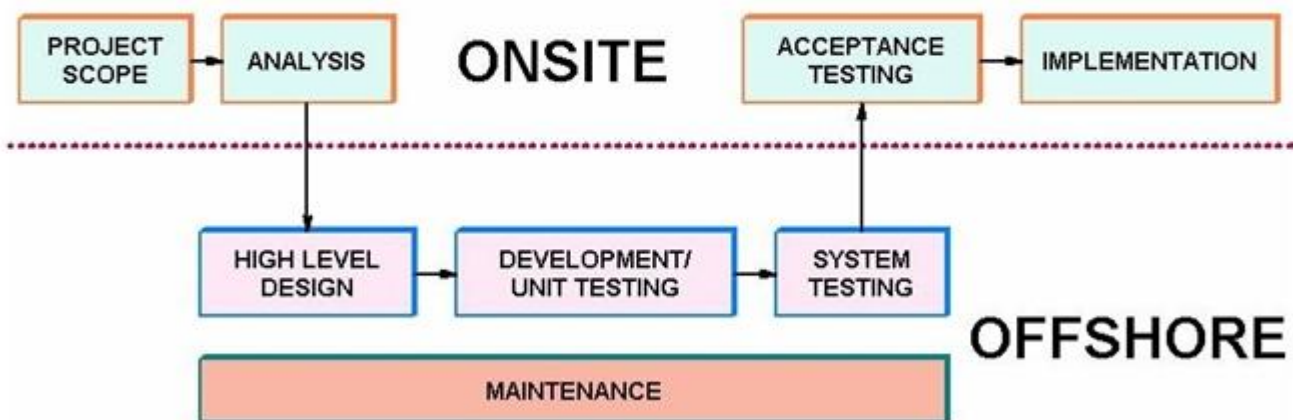 PROJECT
SCOPE
ANALYSIS
ONSITE
ACCEPTANCE
TESTING
IMPLEMENTATION
HIGH LEVEL
DESIGN
DEVELOPMENT/
UNIT TESTING
SYSTEM
TESTING
OFFSHORE
MAINTENANCE